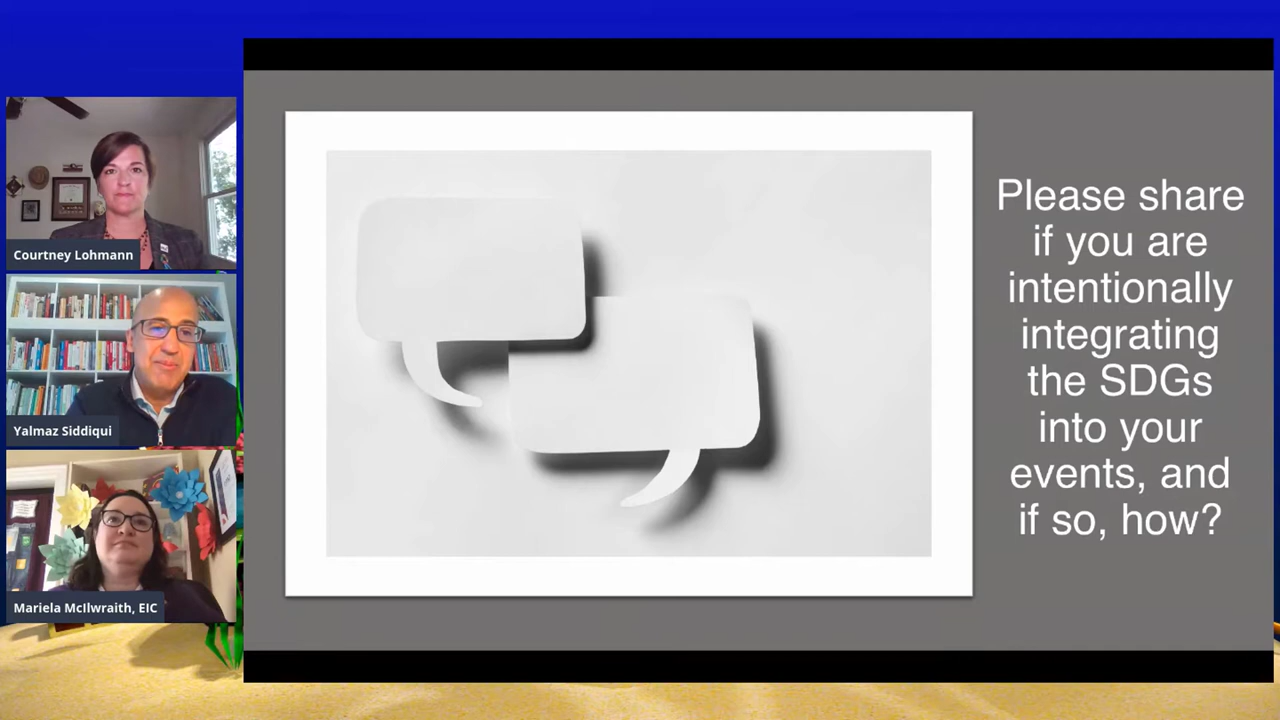 Courtney Lohmann
Yalmaz Siddiqui
Mariela McIlwraith, EIC
Please share
if you are
intentionally
integrating
the SDGs
into your
events, and
if so, how?